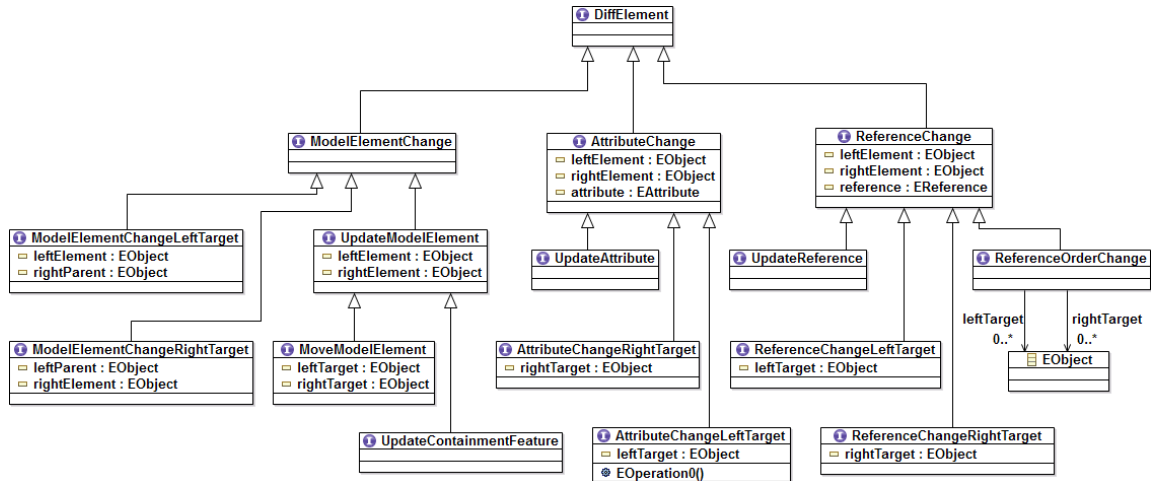 DiffElement
ModelElementChange
AttributeChange
leftElement : EObject
rightElement : EObject
attribute : EAttribute
ReferenceChange
leftElement : EObject
rightElement : EObject
reference : EReference
ModelElementChangeLeftTarget
leftElement : EObject
rightParent : EObject
UpdateModelElement
leftElement : EObject
rightElement : EObject
UpdateAttribute
UpdateReference
ReferenceOrderChange
leftTarget
0..*
rightTarget
0..*
EObject
ModelElementChangeRightTarget
leftParent : EObject
rightElement : EObject
MoveModelElement
leftTarget : EObject
rightTarget : EObject
AttributeChangeRightTarget
rightTarget : EObject
ReferenceChangeLeftTarget
leftTarget : EObject
UpdateContainmentFeature
AttributeChangeLeftTarget
leftTarget : EObject
EOperation0()
ReferenceChangeRightTarget
rightTarget : EObject